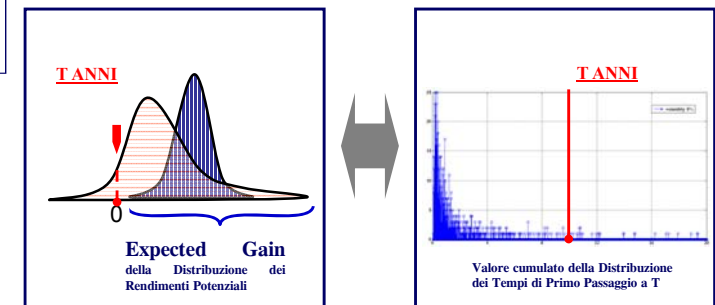 T ANNI
0
Expected Gain
della Distribuzione dei
Rendimenti Potenziali
T ANNI
Valore cumulato della Distribuzione
dei Tempi di Primo Passaggio a T